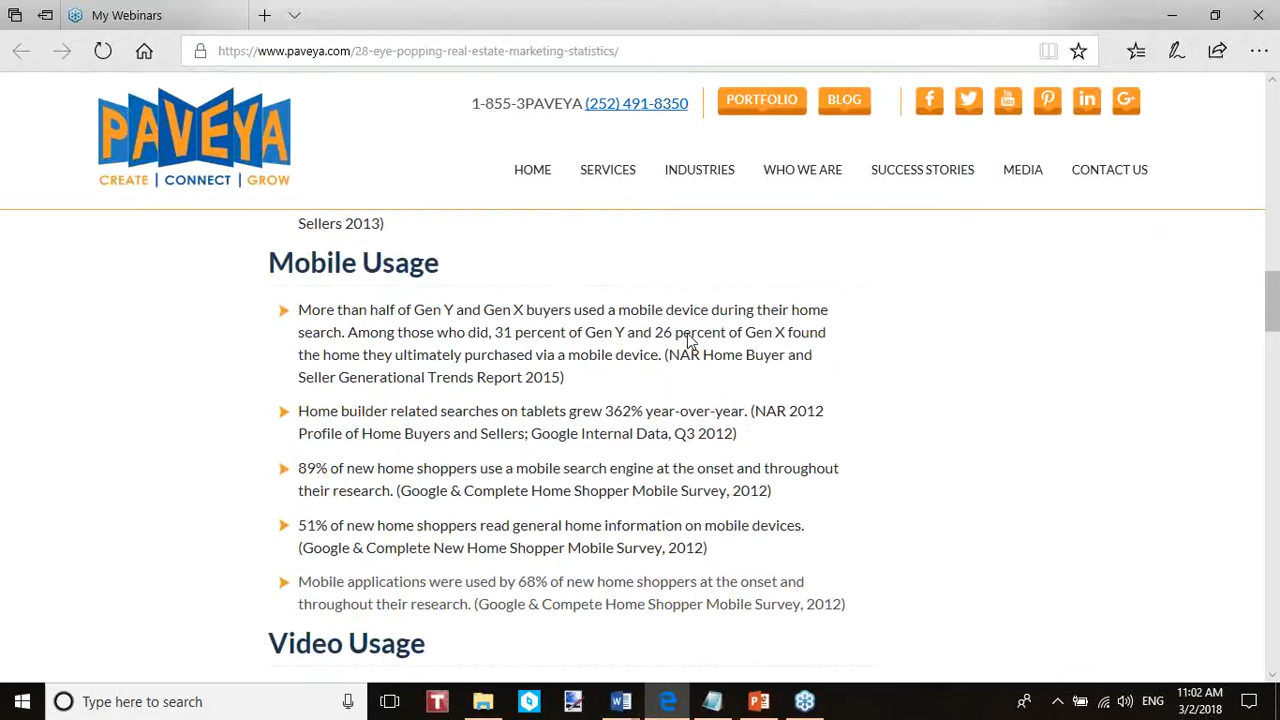 My Webinars
https://www.paveya.com/28-eye-popping-real-estate-marketing-statistics/
PAVEYA
CREATE | CONNECT | GROW
1-855-3PAVEYA (252) 491-8350
PORTFOLIO
BLOG
You Tube
in
G+
HOME
SERVICES
INDUSTRIES
WHO WE ARE
SUCCESS STORIES
MEDIA
CONTACT US
Sellers 2013)
Mobile Usage
More than half of Gen Y and Gen X buyers used a mobile device during their home
search. Among those who did, 31 percent of Gen Y and 26 percent of Gen X found
the home they ultimately purchased via a mobile device. (NAR Home Buyer and
Seller Generational Trends Report 2015)
Home builder related searches on tablets grew 362% year-over-year. (NAR 2012
Profile of Home Buyers and Sellers; Google Internal Data, Q3 2012)
89% of new home shoppers use a mobile search engine at the onset and throughout
their research. (Google & Complete Home Shopper Mobile Survey, 2012)
51% of new home shoppers read general home information on mobile devices.
(Google & Complete New Home Shopper Mobile Survey, 2012)
Mobile applications were used by 68% of new home shoppers at the onset and
throughout their research. (Google & Compete Home Shopper Mobile Survey, 2012)
Video Usage
Type here to search
ENG
11:02 AM
3/2/2018